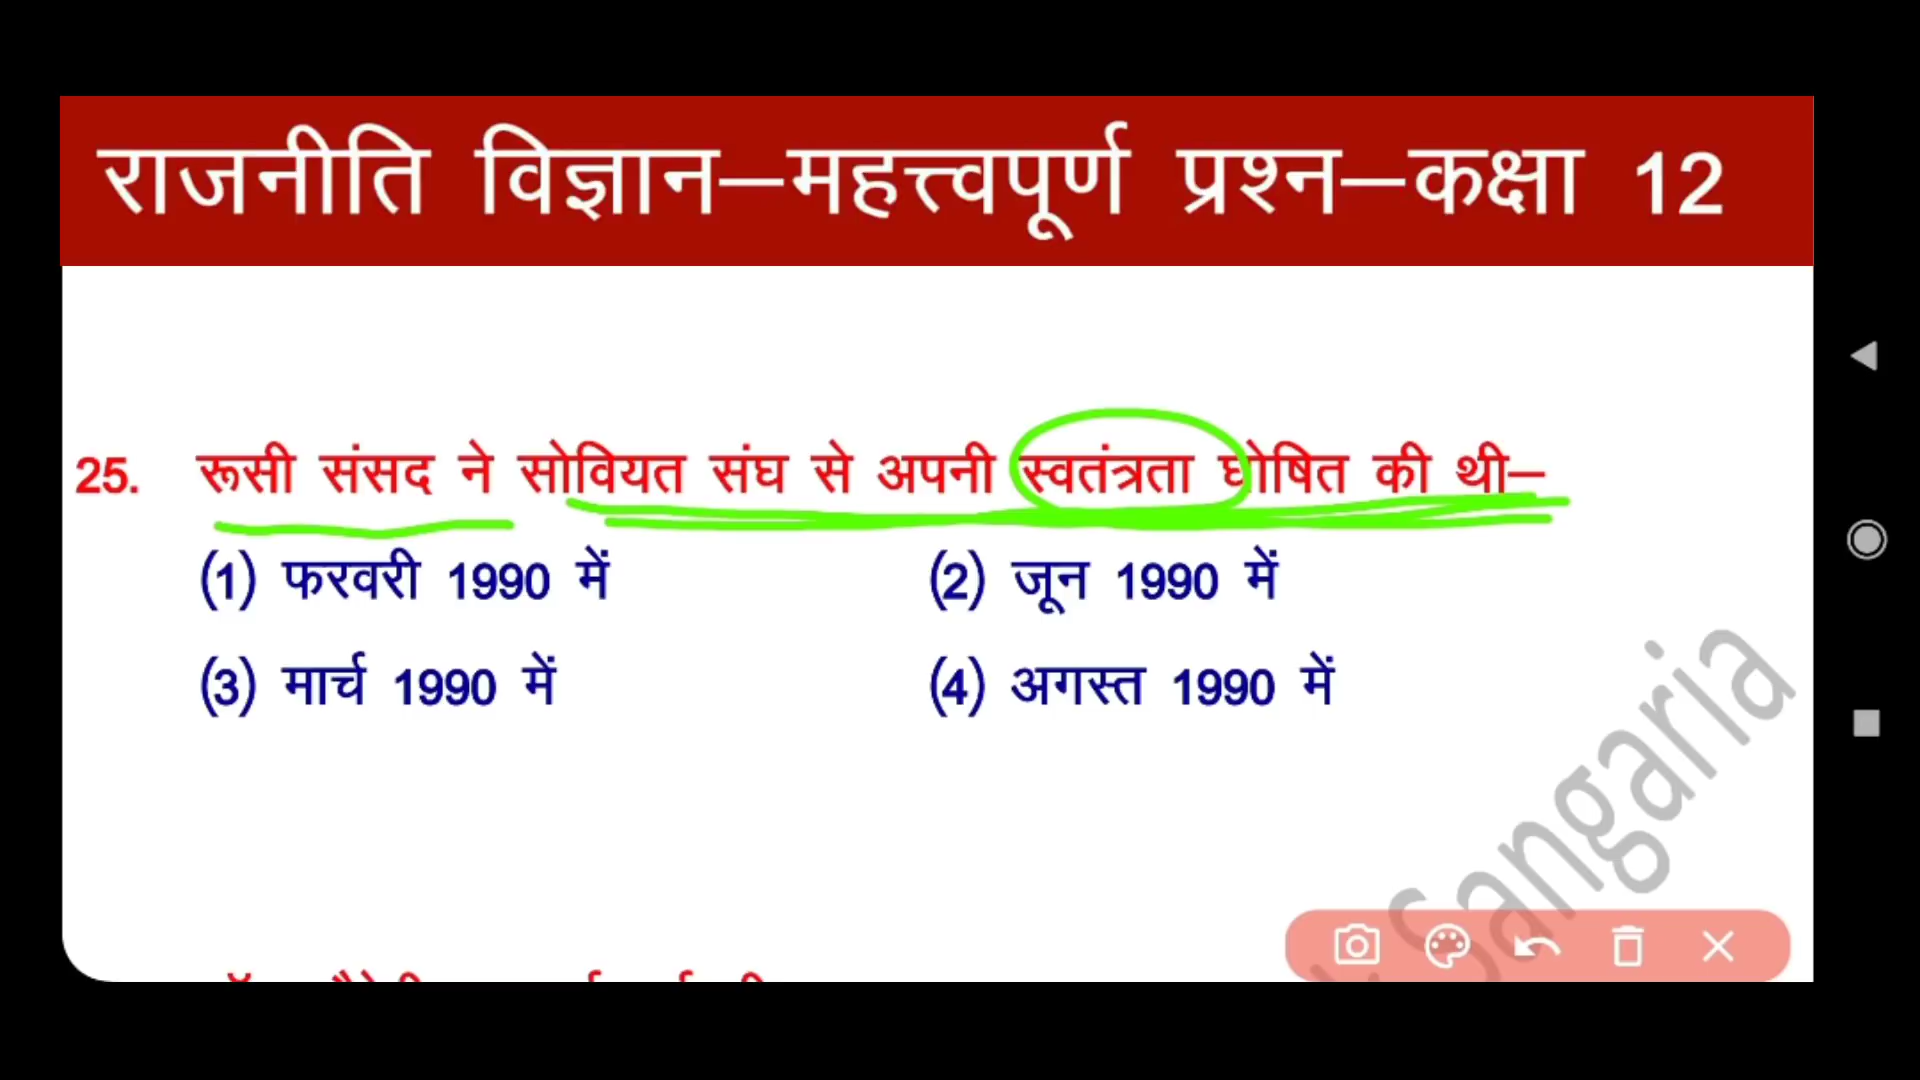 राजनीति विज्ञान–महत्त्वपूर्ण प्रश्न–कक्षा 12
25. रूसी संसद ने सोवियत संघ से अपनी स्वतंत्रता घोषित की थी–
(1) फरवरी 1990 में (2) जून 1990 में
(3) मार्च 1990 में (4) अगस्त 1990 में
Sangaria